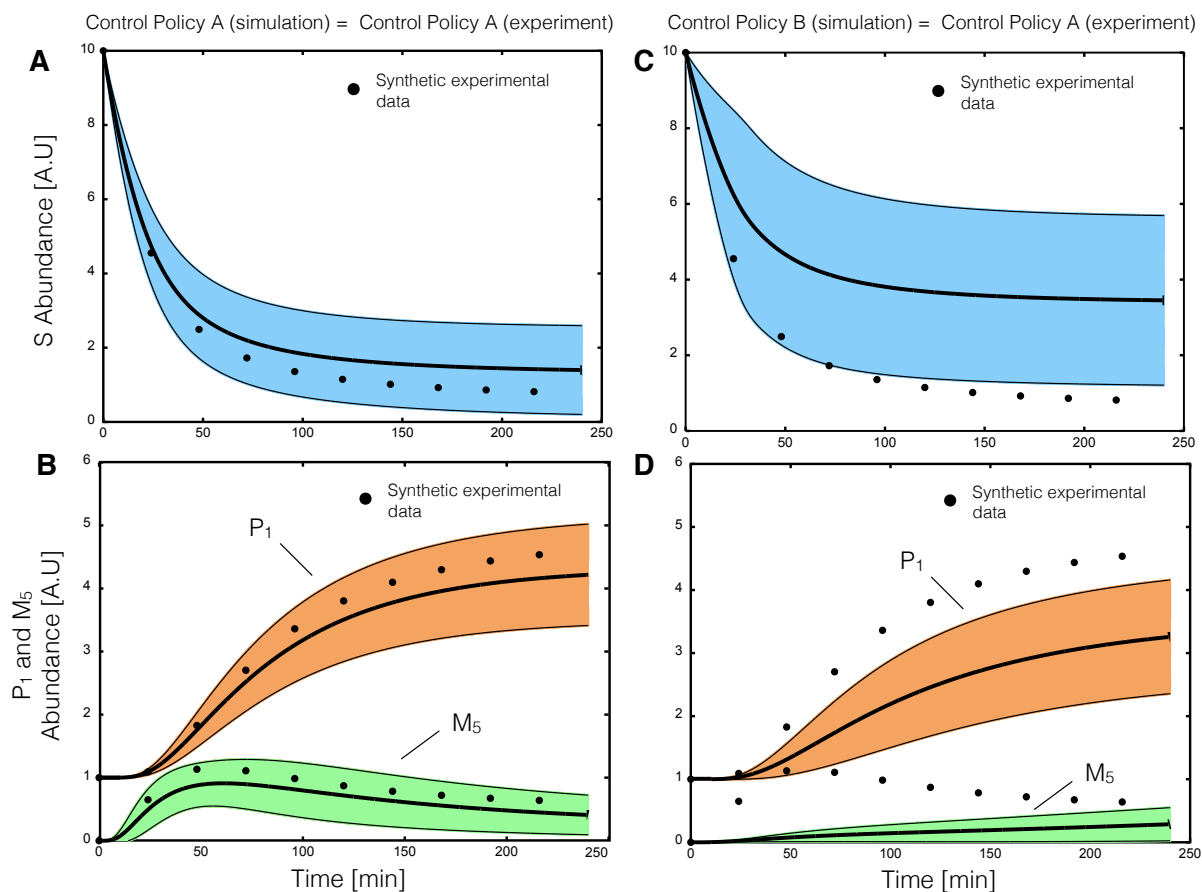 Control Policy A (simulation) = Control Policy A (experiment)
Control Policy B (simulation) = Control Policy A (experiment)
A
10
8
6
4
2
0
0
50
100
150
200
250
S Abundance [A.U]
Synthetic experimental
data
C
10
8
6
4
2
0
0
50
100
150
200
250
Synthetic experimental
data
B
6
5
4
3
2
1
0
0
50
100
150
200
250
P1 and M5
Abundance [A.U]
Synthetic experimental
data
P1
M5
Time [min]
D
6
5
4
3
2
1
0
0
50
100
150
200
250
Synthetic experimental
data
P1
M5
Time [min]